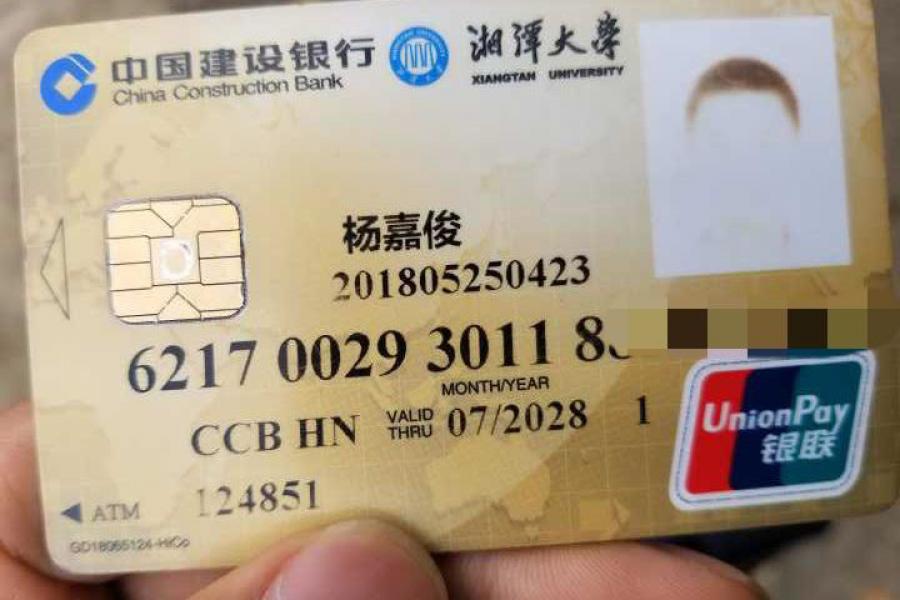 中国建设银行
China Construction Bank
湘潭大学
XIANGTAN UNIVERSITY
杨嘉俊
201805250423
6217 0029 3011 8
MONTH/YEAR
CCB HN VALID THRU 07/2028 1
UnionPay
银联
ATM 124851
GD18065124-HiCo